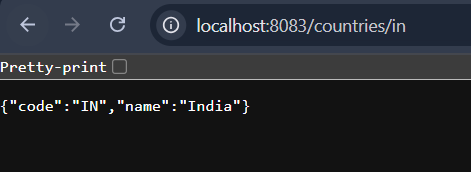 localhost:8083/countries/in
Pretty-print
{"code":"IN","name":"India"}